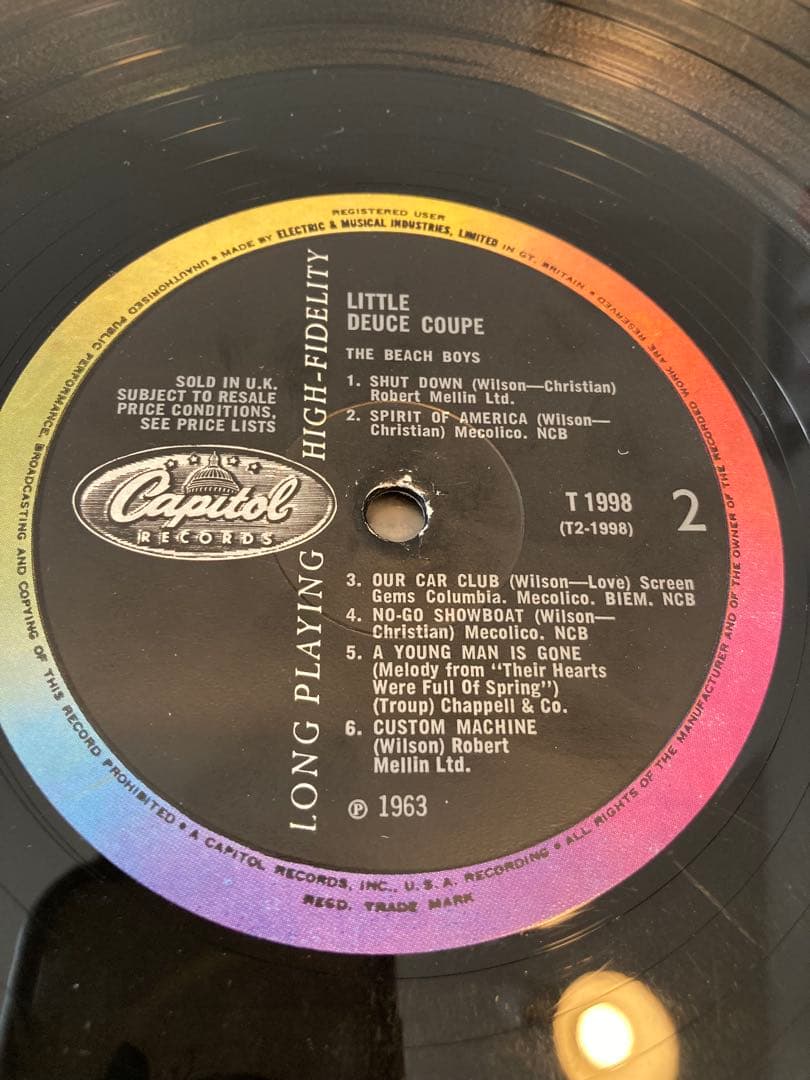 REGISTERED USER
UNAUTHORISED PUBLIC PERFORMANCE, BROADCASTING AND COPYING OF THIS RECORD PROHIBITED • A CAPITOL RECORDS, INC., U.S.A. RECORDING • ALL RIGHTS OF THE MANUFACTURER AND OF THE OWNER OF THE RECORDED WORK ARE RESERVED •
MADE BY ELECTRIC & MUSICAL INDUSTRIES, LIMITED IN GT. BRITAIN •
REGD. TRADE MARK
LONG PLAYING HIGH-FIDELITY
LITTLE
DEUCE COUPE
THE BEACH BOYS
SOLD IN U.K.
SUBJECT TO RESALE
PRICE CONDITIONS,
SEE PRICE LISTS
1. SHUT DOWN (Wilson—Christian)
Robert Mellin Ltd.
2. SPIRIT OF AMERICA (Wilson—
Christian) Mecolico. NCB
Capitol
RECORDS
T 1998
(T2-1998)
2
3. OUR CAR CLUB (Wilson—Love) Screen
Gems Columbia. Mecolico. BIEM. NCB
4. NO-GO SHOWBOAT (Wilson—
Christian) Mecolico. NCB
5. A YOUNG MAN IS GONE
(Melody from "Their Hearts
Were Full Of Spring")
(Troup) Chappell & Co.
6. CUSTOM MACHINE
(Wilson) Robert
Mellin Ltd.
℗ 1963